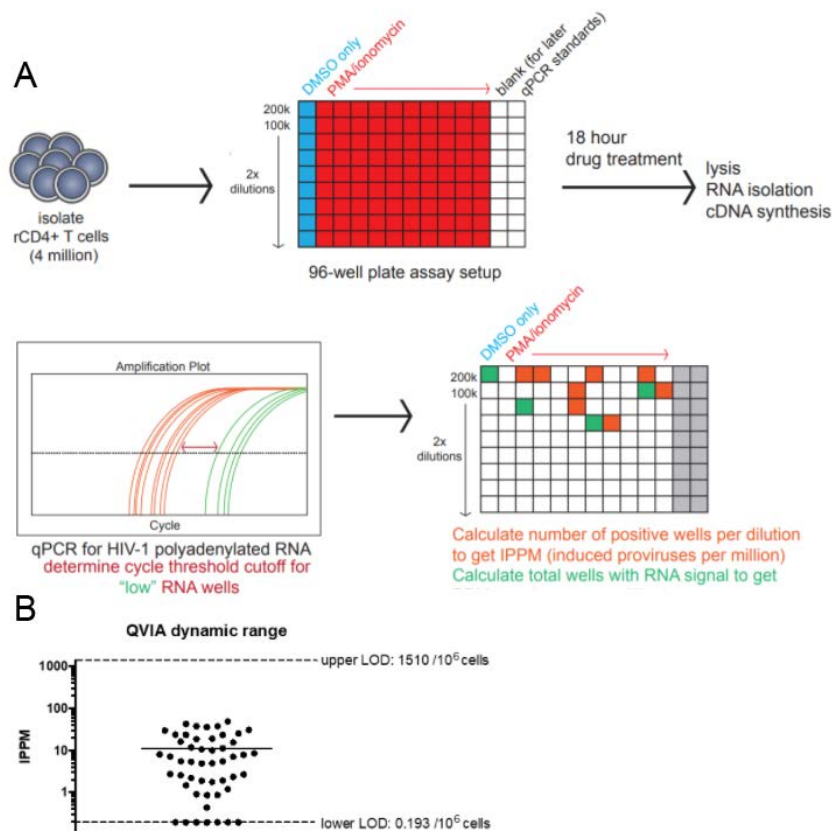 A
DMSO only
PMA/ionomycin
blank (for later
qPCR standards)
200k
100k
2x
dilutions
isolate
rCD4+ T cells
(4 million)
96-well plate assay setup
18 hour
drug treatment
lysis
RNA isolation
cDNA synthesis
Amplification Plot
Cycle
qPCR for HIV-1 polyadenylated RNA
determine cycle threshold cutoff for
"low" RNA wells
DMSO only
PMA/ionomycin
200k
100k
2x
dilutions
Calculate number of positive wells per dilution
to get IPPM (induced proviruses per million)
Calculate total wells with RNA signal to get
B
QVIA dynamic range
IPPM
1000
100
10
1
upper LOD: 1510 /10⁶ cells
lower LOD: 0.193/10⁶ cells